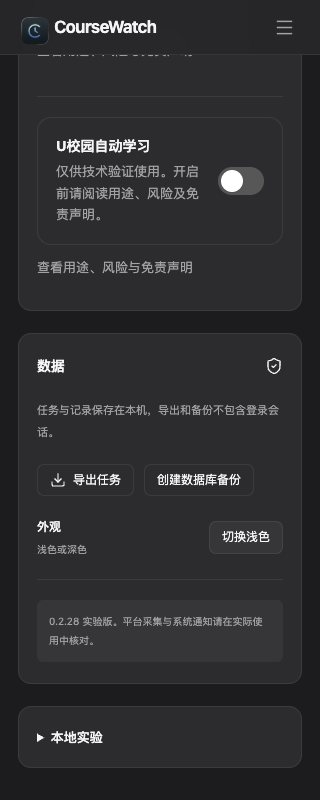 CourseWatch
U校园自动学习
仅供技术验证使用。开启
前请阅读用途、风险及免
责声明。
查看用途、风险与免责声明
数据
任务与记录保存在本机，导出和备份不包含登录会
话。
导出任务
创建数据库备份
外观
浅色或深色
切换浅色
0.2.28 实验版。平台采集与系统通知请在实际使
用中核对。
本地实验